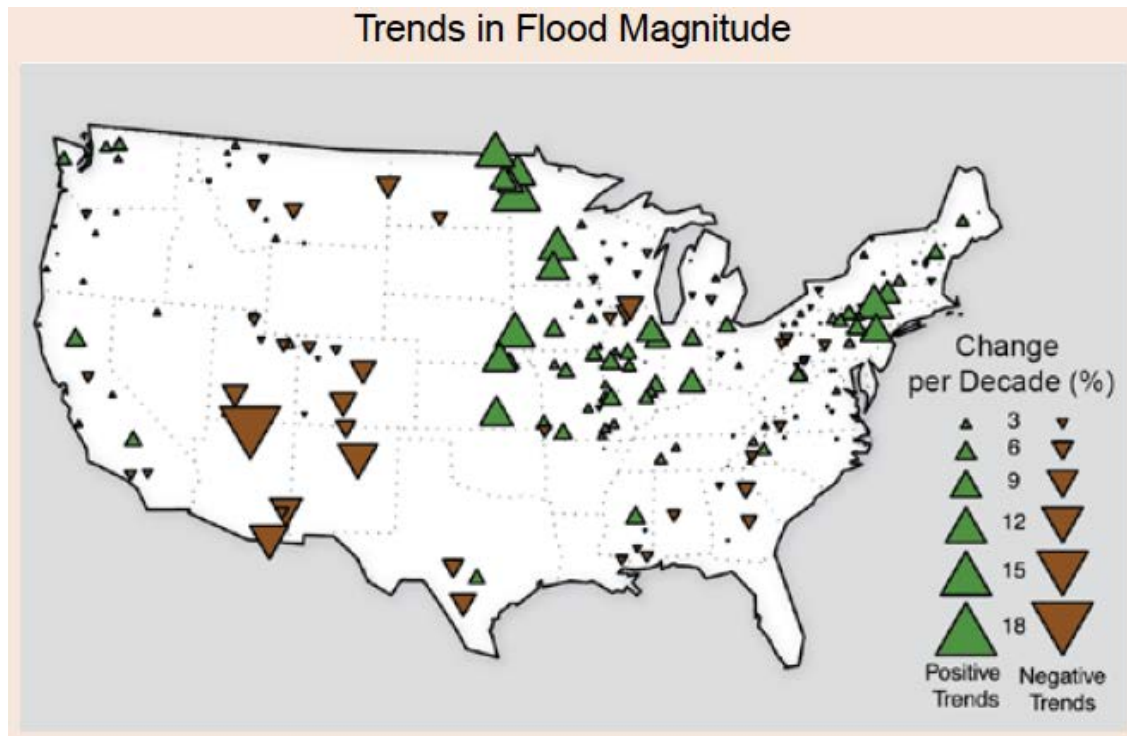 Trends in Flood Magnitude
Change
per Decade (%)
3
6
9
12
15
18
Positive
Trends
Negative
Trends